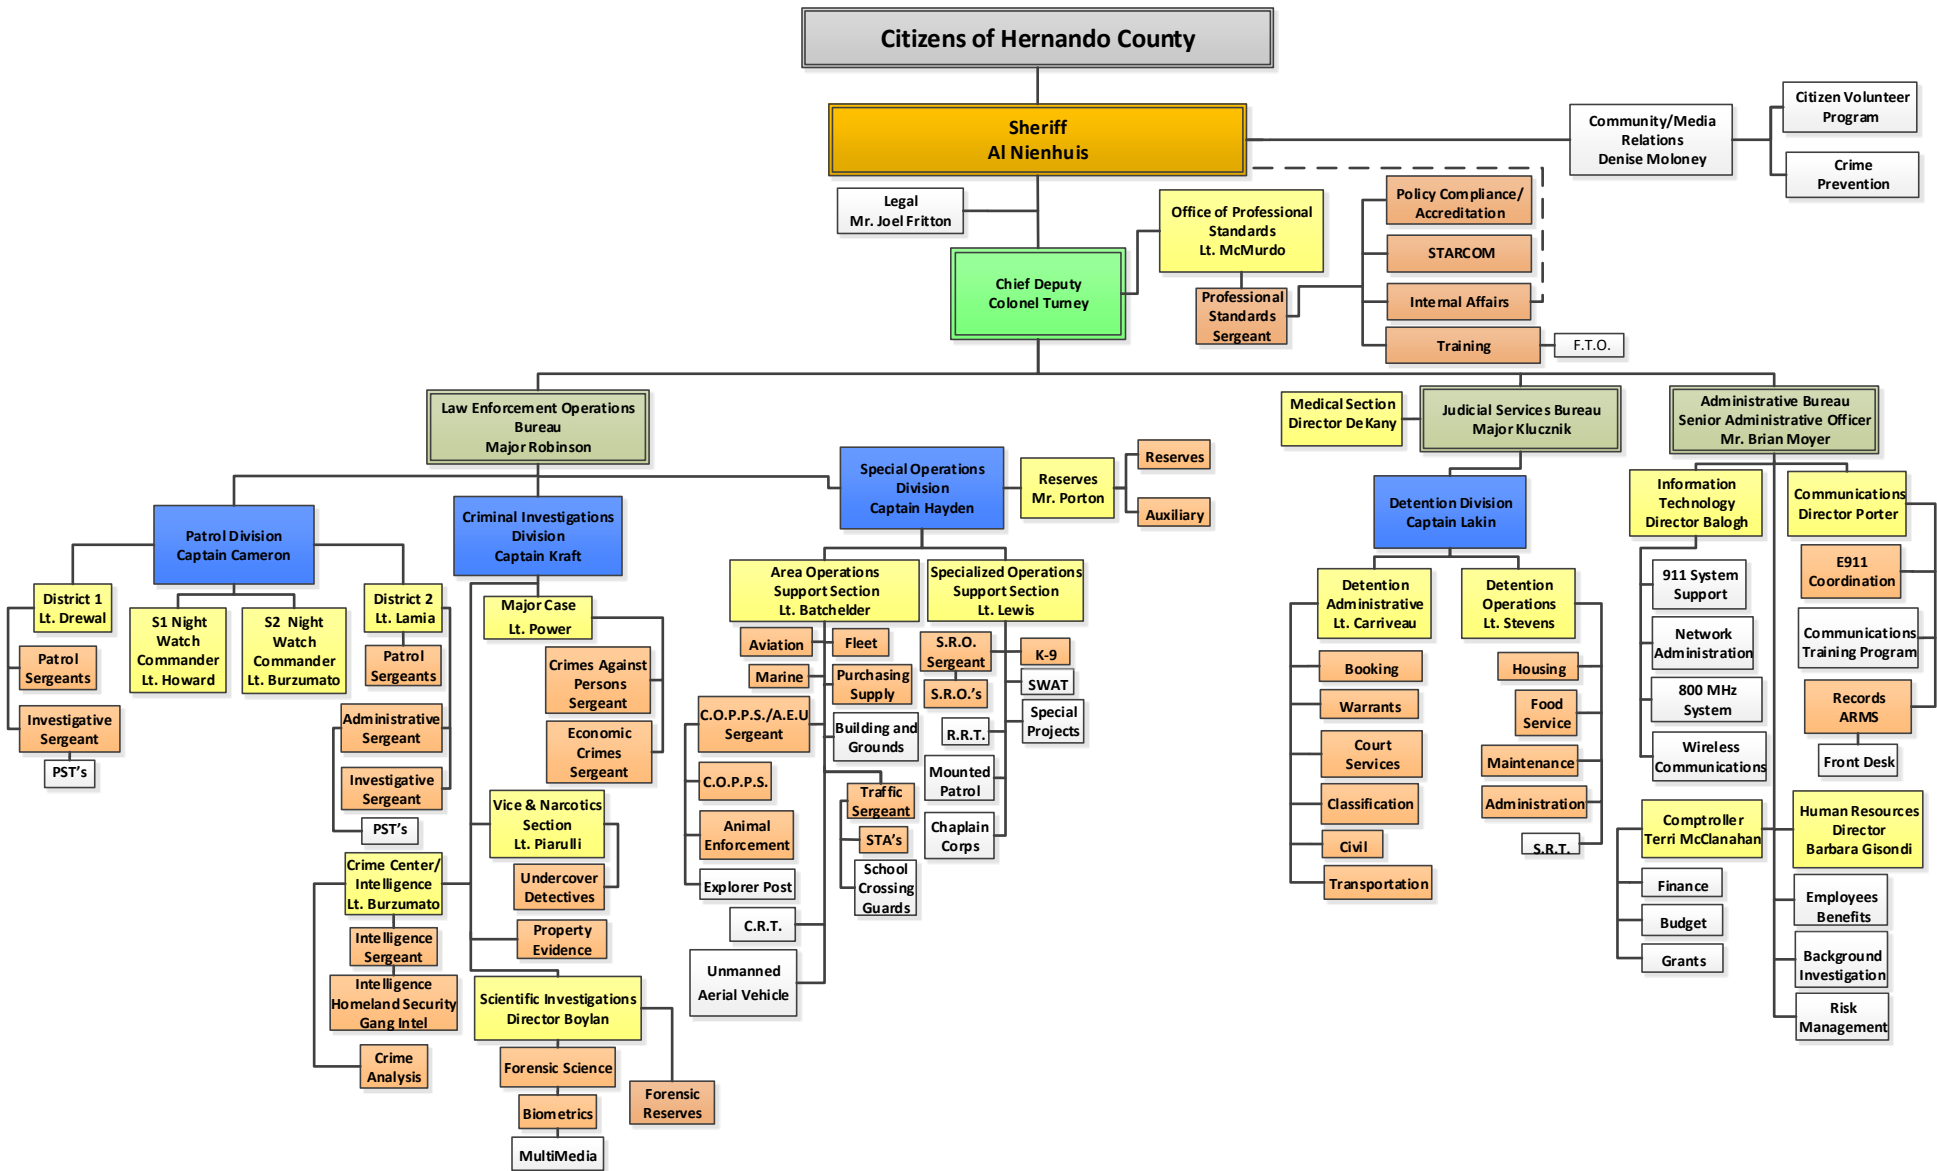 Citizens of Hernando County
Sheriff
Al Nienhuis
Community/Media
Relations
Denise Moloney
Citizen Volunteer
Program
Crime
Prevention
Legal
Mr. Joel Fritton
Office of Professional
Standards
Lt. McMurdo
Professional
Standards
Sergeant
Policy Compliance/
Accreditation
STARCOM
Internal Affairs
Training
F.T.O.
Chief Deputy
Colonel Turney
Law Enforcement Operations
Bureau
Major Robinson
Medical Section
Director DeKany
Judicial Services Bureau
Major Klucznik
Administrative Bureau
Senior Administrative Officer
Mr. Brian Moyer
Patrol Division
Captain Cameron
Criminal Investigations
Division
Captain Kraft
Special Operations
Division
Captain Hayden
Reserves
Mr. Porton
Reserves
Auxiliary
Detention Division
Captain Lakin
Information
Technology
Director Balogh
Communications
Director Porter
District 1
Lt. Drewal
Patrol
Sergeants
Investigative
Sergeant
PST's
S1 Night
Watch
Commander
Lt. Howard
S2  Night
Watch
Commander
Lt. Burzumato
District 2
Lt. Lamia
Patrol
Sergeants
Administrative
Sergeant
Investigative
Sergeant
PST's
Crime Center/
Intelligence
Lt. Burzumato
Intelligence
Sergeant
Intelligence
Homeland Security
Gang Intel
Crime
Analysis
Major Case
Lt. Power
Crimes Against
Persons
Sergeant
Economic
Crimes
Sergeant
Vice & Narcotics
Section
Lt. Piarulli
Undercover
Detectives
Property
Evidence
Scientific Investigations
Director Boylan
Forensic Science
Biometrics
MultiMedia
Forensic
Reserves
Area Operations
Support Section
Lt. Batchelder
Aviation
Fleet
Marine
Purchasing
Supply
C.O.P.P.S./A.E.U
Sergeant
Building and
Grounds
C.O.P.P.S.
Animal
Enforcement
Explorer Post
Traffic
Sergeant
STA's
School
Crossing
Guards
C.R.T.
Unmanned
Aerial Vehicle
Specialized Operations
Support Section
Lt. Lewis
S.R.O.
Sergeant
S.R.O.'s
K-9
SWAT
Special
Projects
R.R.T.
Mounted
Patrol
Chaplain
Corps
Detention
Administrative
Lt. Carriveau
Booking
Warrants
Court
Services
Classification
Civil
Transportation
Detention
Operations
Lt. Stevens
Housing
Food
Service
Maintenance
Administration
S.R.T.
911 System
Support
Network
Administration
800 MHz
System
Wireless
Communications
E911
Coordination
Communications
Training Program
Records
ARMS
Front Desk
Comptroller
Terri McClanahan
Finance
Budget
Grants
Human Resources
Director
Barbara Gisondi
Employees
Benefits
Background
Investigation
Risk
Management